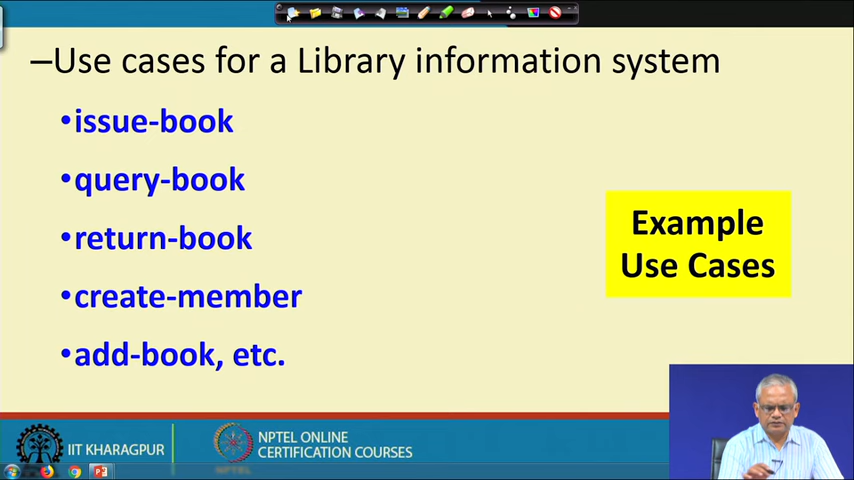 –Use cases for a Library information system
•issue-book
•query-book
•return-book
•create-member
•add-book, etc.
Example
Use Cases
IIT KHARAGPUR
NPTEL ONLINE
CERTIFICATION COURSES
NPTEL